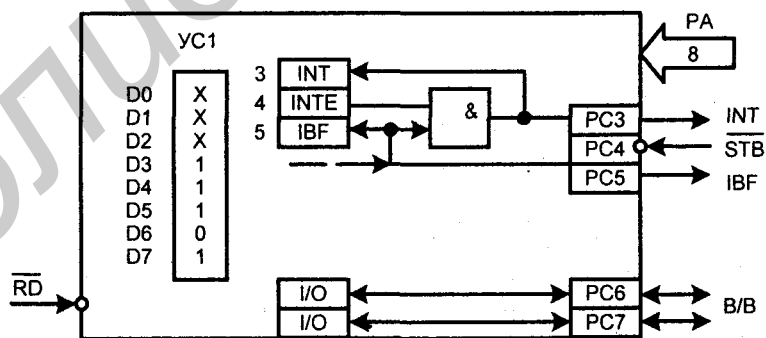 УС1
PA
8
D0 X
D1 X
D2 X
D3 1
D4 1
D5 1
D6 0
D7 1
3 INT
4 INTE
5 IBF
&
PC3 INT
PC4 STB
PC5 IBF
RD
I/O PC6
I/O PC7
B/B